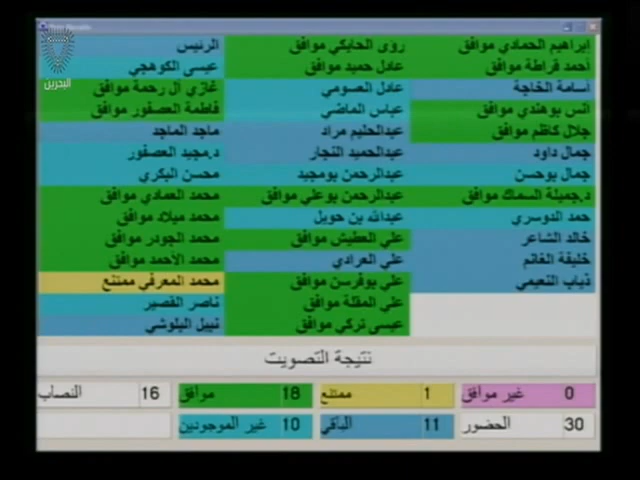 البحرين
إبراهيم الحمادي موافق
رؤى الحايكي موافق
الرئيس
أحمد قراطة موافق
عادل حميد موافق
عيسى الكوهجي
أسامة الخاجة
عادل العسومي
غازي ال رحمة موافق
أنس بوهندي موافق
عباس الماضي
فاطمة العصفور موافق
جلال كاظم موافق
عبدالحليم مراد
ماجد الماجد
جمال داود
عبدالحميد النجار
د.مجيد العصفور
جمال بوحسن
عبدالرحمن بومجيد
محسن البكري
د.جميلة السماك موافق
عبدالرحمن بوعلي موافق
محمد العمادي موافق
حمد الدوسري
عبدالله بن حويل
محمد ميلاد موافق
خالد الشاعر
علي العطيش موافق
محمد الجودر موافق
خليفة الغانم
علي العرادي
محمد الأحمد موافق
ذياب النعيمي
علي بوفرسن موافق
محمد المعرفي ممتنع
علي المقلة موافق
ناصر القصير
عيسى تركي موافق
نبيل البلوشي
نتيجة التصويت
غير موافق 0
ممتنع 1
موافق 18
النصاب 16
الحضور 30
الباقي 11
غير الموجودين 10